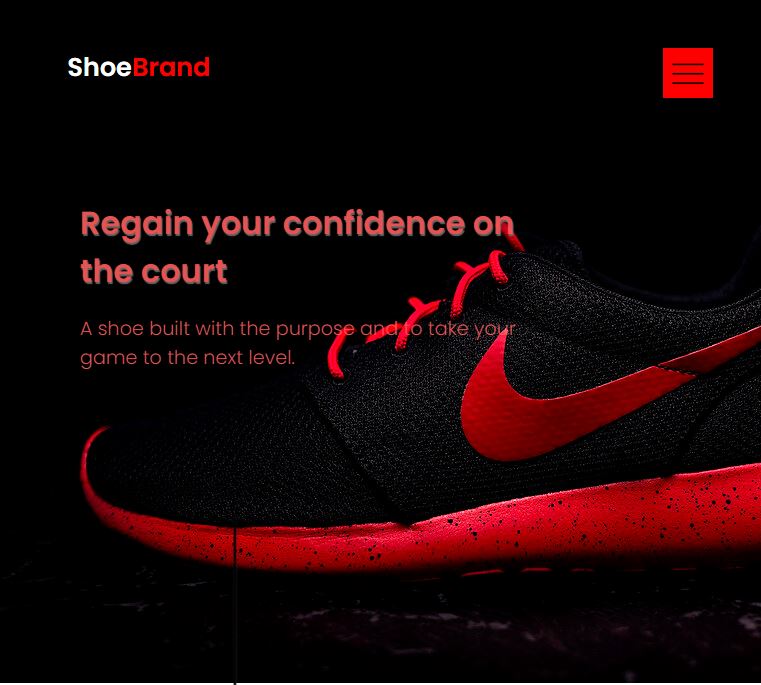 ShoeBrand
Regain your confidence on
the court
A shoe built with the purpose and to take your
game to the next level.